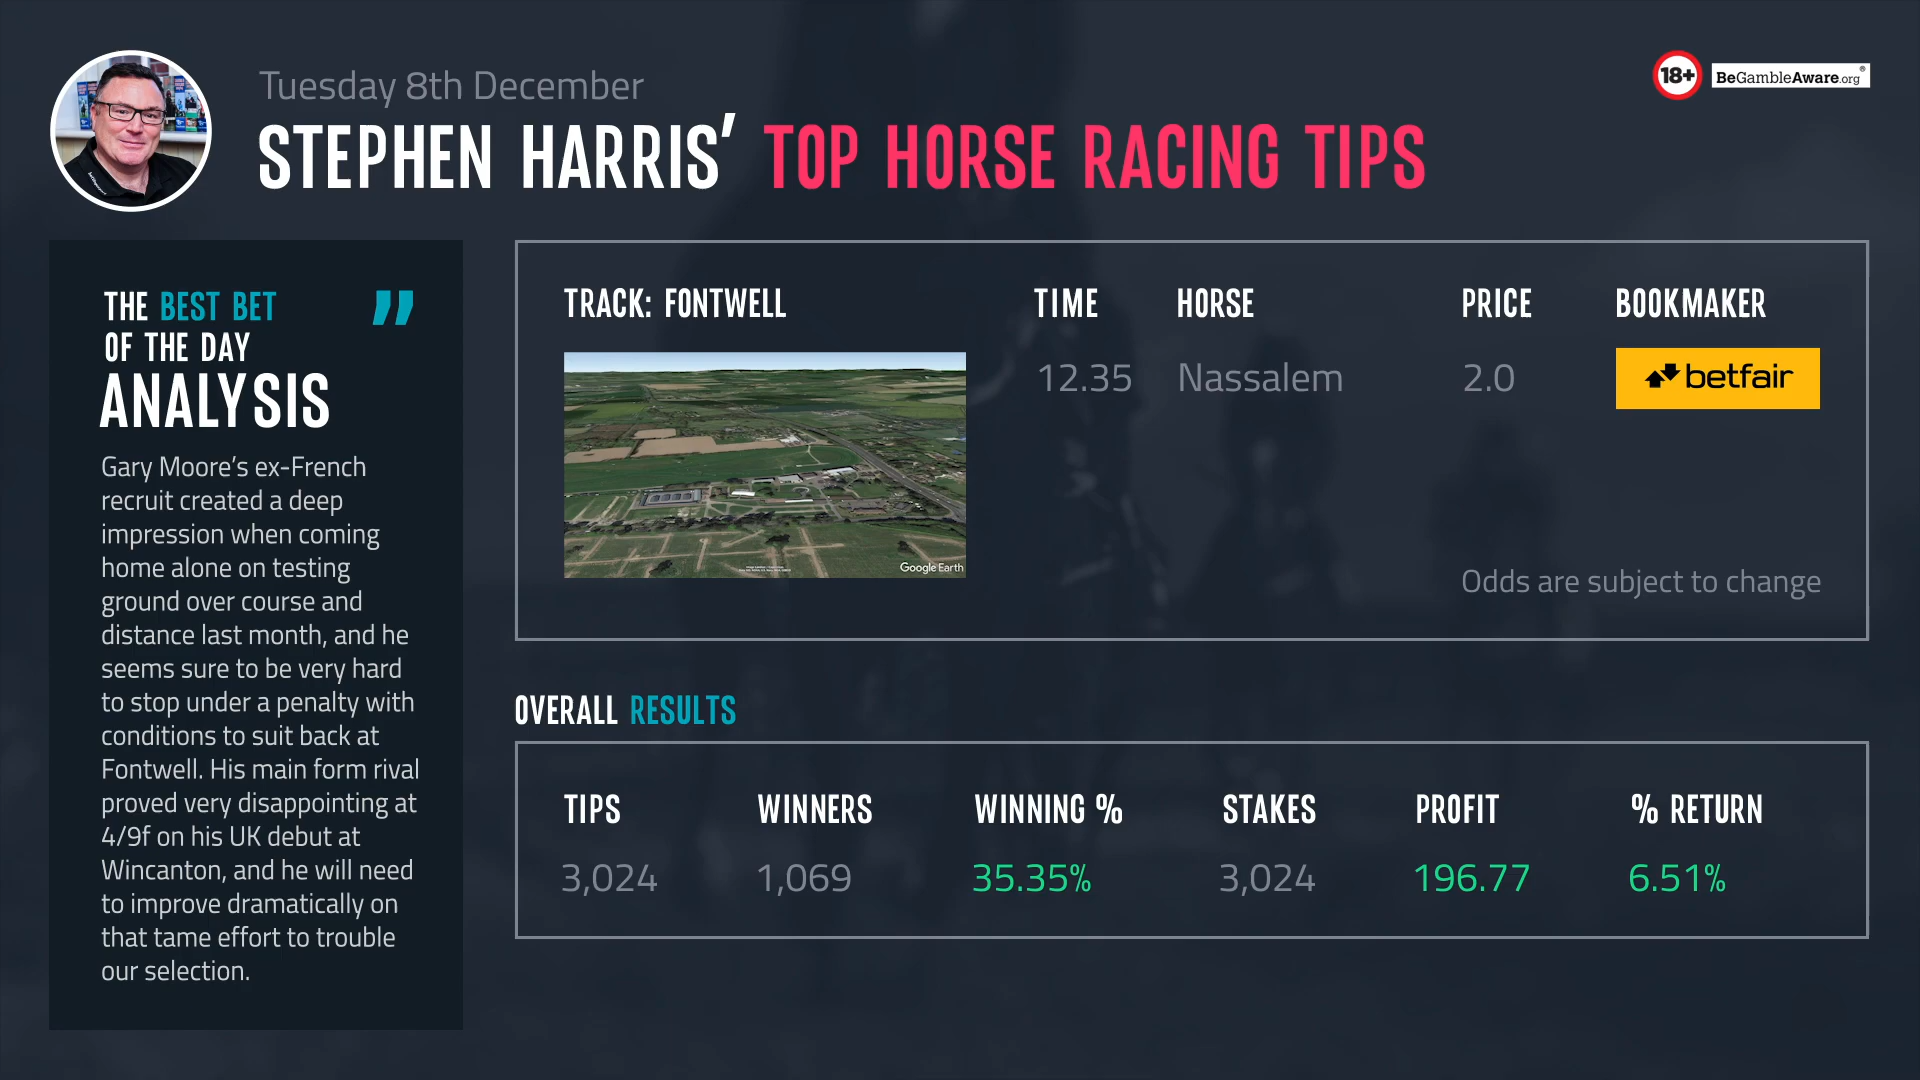 Tuesday 8th December
STEPHEN HARRIS' TOP HORSE RACING TIPS
18+ BeGambleAware.org®
THE BEST BET
OF THE DAY
ANALYSIS
"
Gary Moore's ex-French
recruit created a deep
impression when coming
home alone on testing
ground over course and
distance last month, and he
seems sure to be very hard
to stop under a penalty with
conditions to suit back at
Fontwell. His main form rival
proved very disappointing at
4/9f on his UK debut at
Wincanton, and he will need
to improve dramatically on
that tame effort to trouble
our selection.
TRACK: FONTWELL TIME HORSE PRICE BOOKMAKER
12.35 Nassalem 2.0 betfair
Google Earth
Odds are subject to change
OVERALL RESULTS
TIPS WINNERS WINNING % STAKES PROFIT % RETURN
3,024 1,069 35.35% 3,024 196.77 6.51%